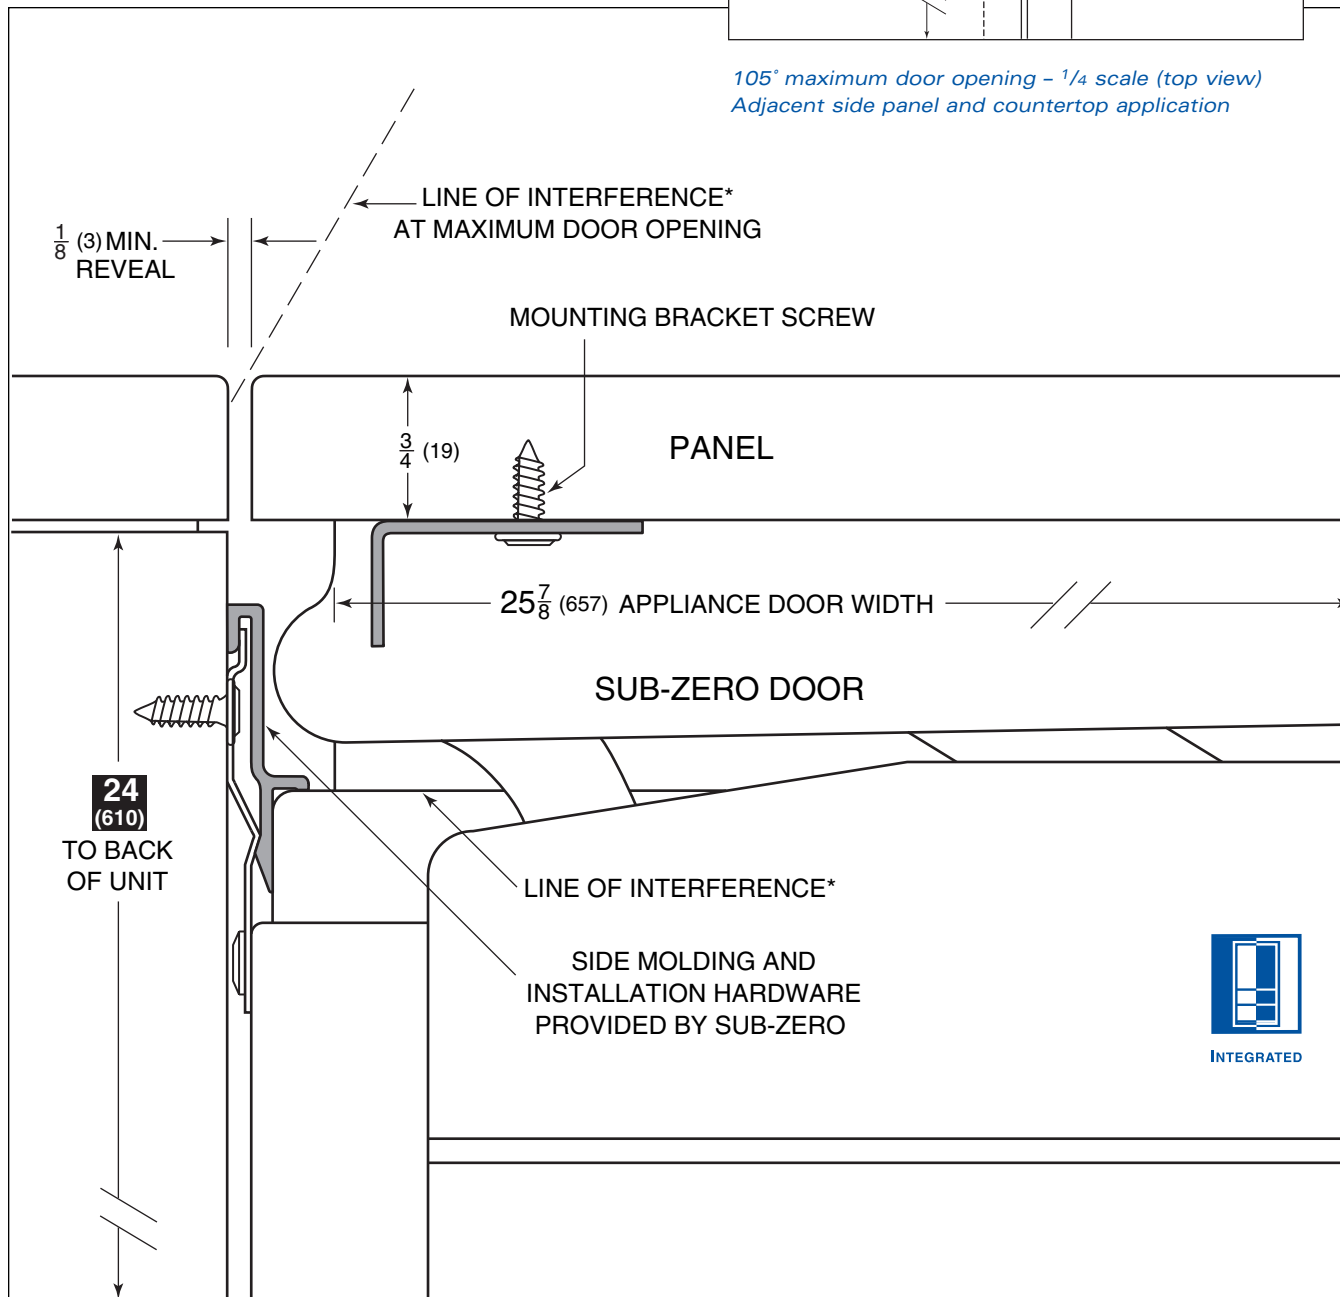 105° maximum door opening – 1/4 scale (top view)
Adjacent side panel and countertop application
LINE OF INTERFERENCE*
AT MAXIMUM DOOR OPENING
1/8 (3) MIN.
REVEAL
MOUNTING BRACKET SCREW
3/4 (19)
PANEL
25 7/8 (657) APPLIANCE DOOR WIDTH
SUB-ZERO DOOR
24
(610)
TO BACK
OF UNIT
LINE OF INTERFERENCE*
SIDE MOLDING AND
INSTALLATION HARDWARE
PROVIDED BY SUB-ZERO
INTEGRATED